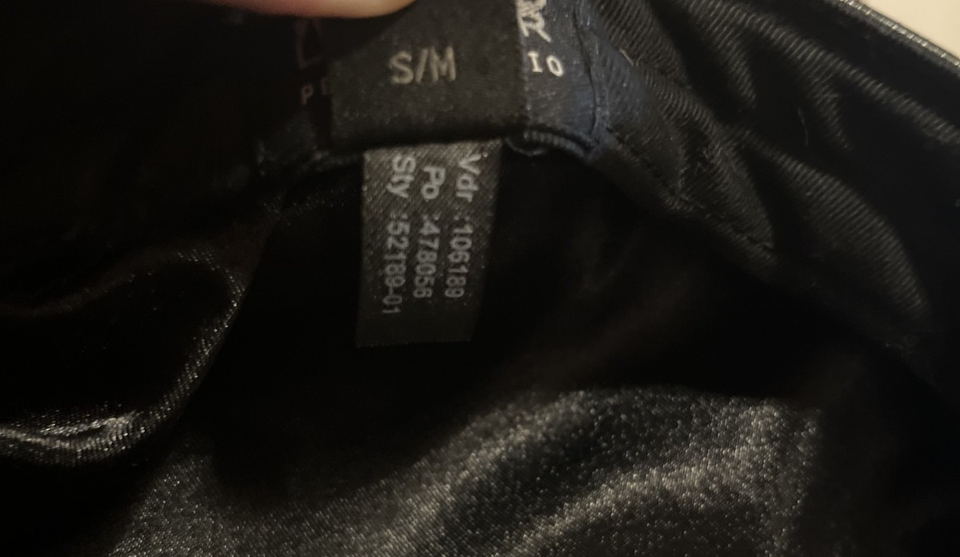 S/M
IO
P
Vdr :106189
Po :478056
Sty :52189-01